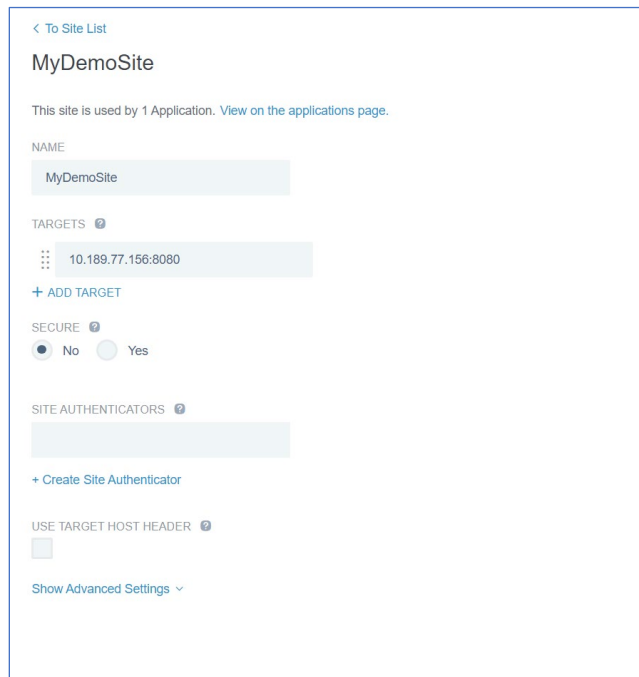 < To Site List
MyDemoSite
This site is used by 1 Application. View on the applications page.
NAME
MyDemoSite
TARGETS ?
10.189.77.156:8080
+ ADD TARGET
SECURE ?
No Yes
SITE AUTHENTICATORS ?
+ Create Site Authenticator
USE TARGET HOST HEADER ?
Show Advanced Settings